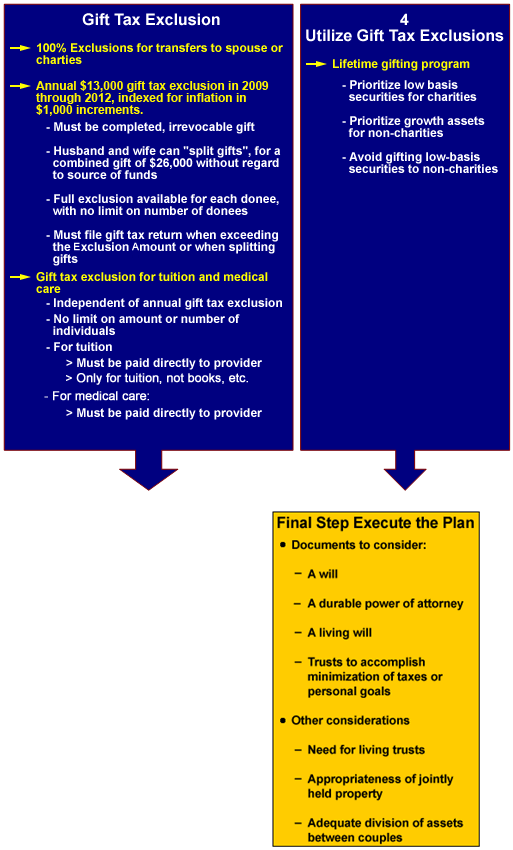 Gift Tax Exclusion
100% Exclusions for transfers to spouse or
charties
Annual $13,000 gift tax exclusion in 2009
through 2012, indexed for inflation in
$1,000 increments.
- Must be completed, irrevocable gift
- Husband and wife can "split gifts", for a
combined gift of $26,000 without regard
to source of funds
- Full exclusion available for each donee,
with no limit on number of donees
- Must file gift tax return when exceeding
the Exclusion Amount or when splitting
gifts
Gift tax exclusion for tuition and medical
care
- Independent of annual gift tax exclusion
- No limit on amount or number of
individuals
- For tuition
> Must be paid directly to provider
> Only for tuition, not books, etc.
- For medical care:
> Must be paid directly to provider
4
Utilize Gift Tax Exclusions
Lifetime gifting program
- Prioritize low basis
securities for charities
- Prioritize growth assets
for non-charities
- Avoid gifting low-basis
securities to non-charities
Final Step Execute the Plan
• Documents to consider:
– A will
– A durable power of attorney
– A living will
– Trusts to accomplish
minimization of taxes or
personal goals
• Other considerations
– Need for living trusts
– Appropriateness of jointly
held property
– Adequate division of assets
between couples